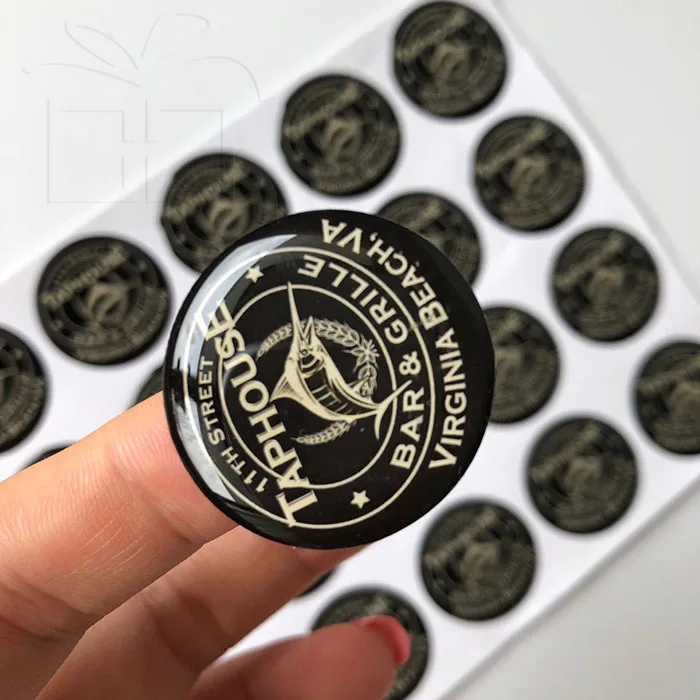 11TH STREET
TAPHOUSE
BAR & GRILLE
VIRGINIA BEACH, VA